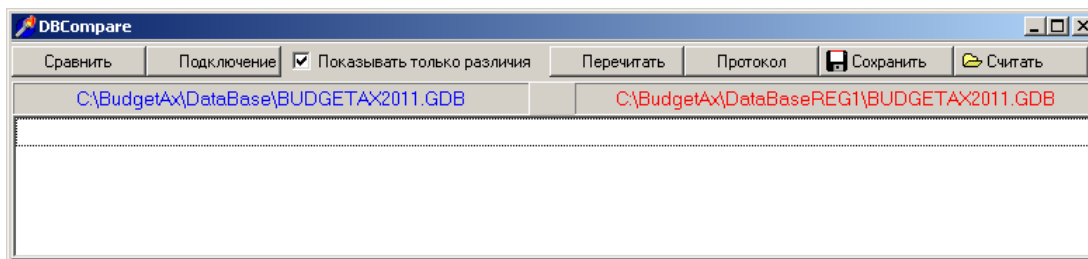 DBCompare
Сравнить Подключение Показывать только различия Перечитать Протокол Сохранить Считать
C:\BudgetAx\DataBase\BUDGETAX2011.GDB C:\BudgetAx\DataBaseREG1\BUDGETAX2011.GDB